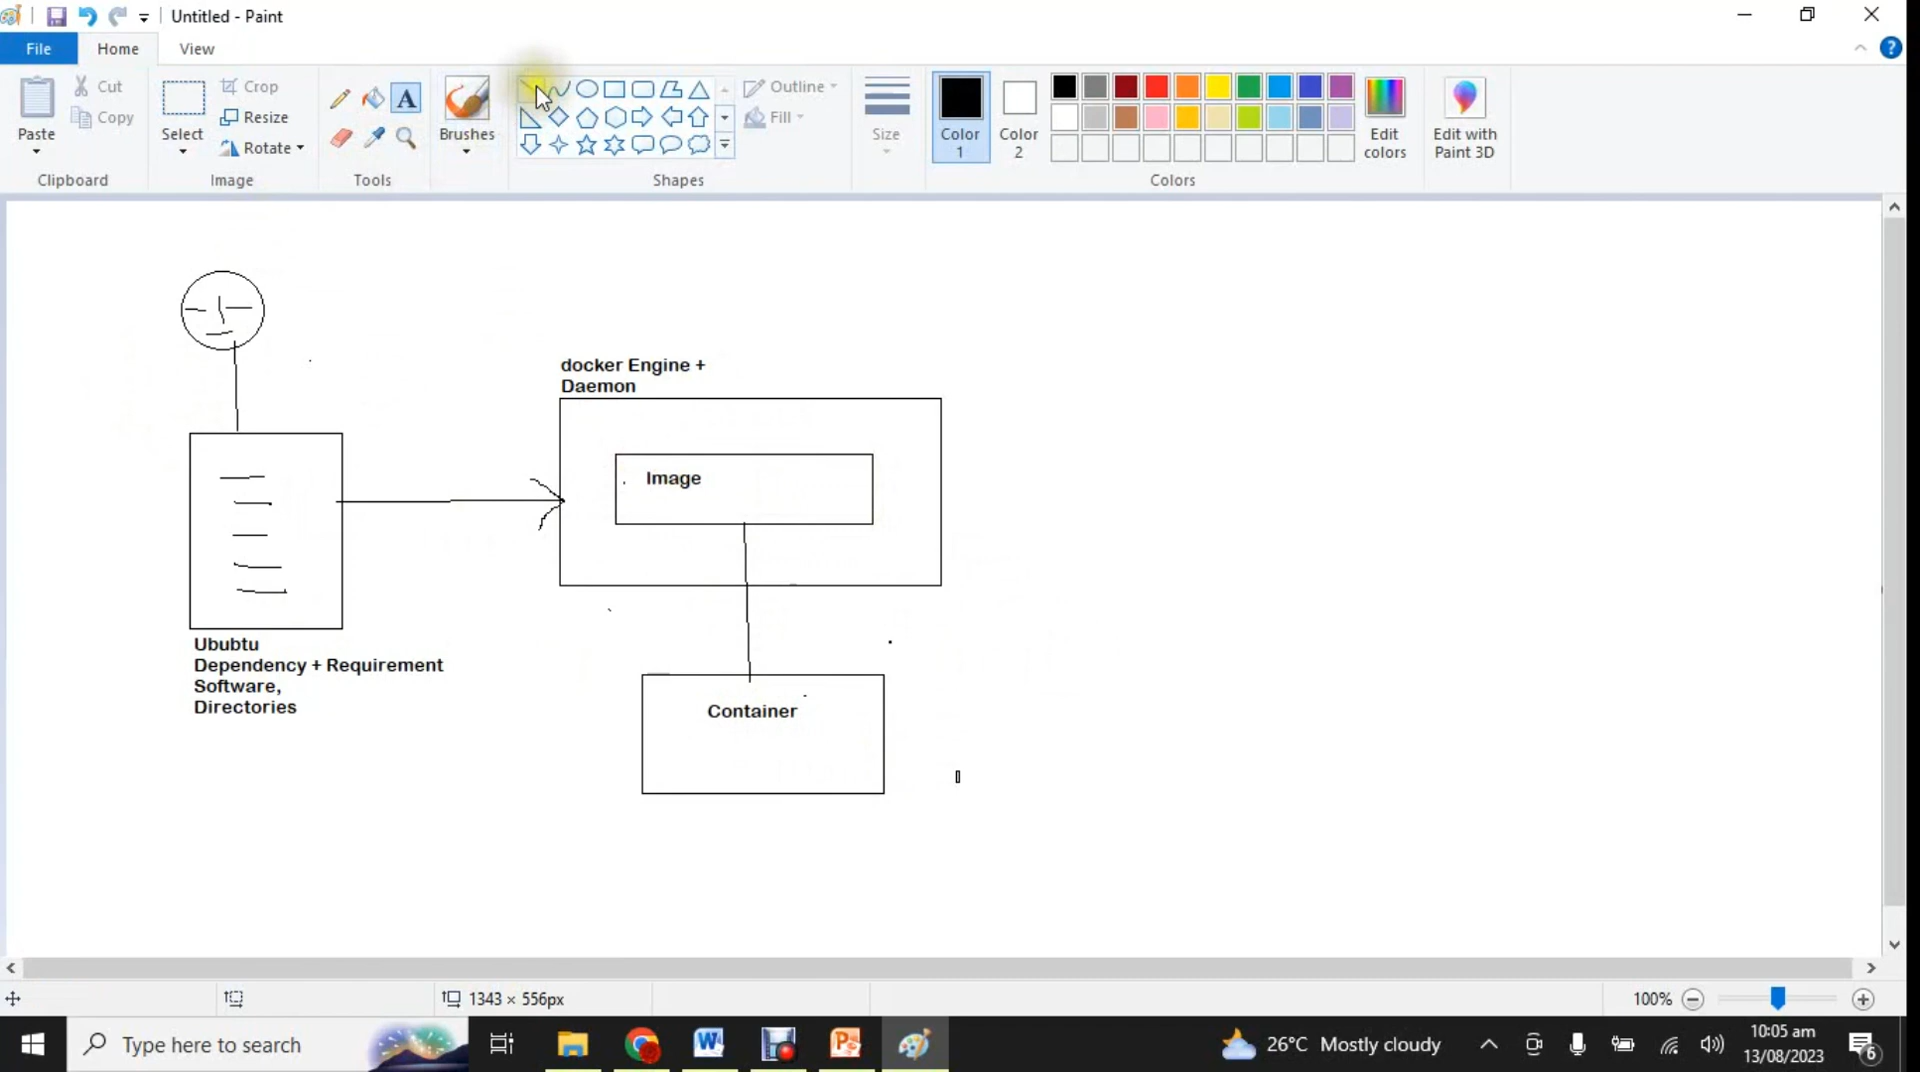 Untitled - Paint
File Home View
Paste
Cut
Copy
Clipboard
Select
Crop
Resize
Rotate
Image
A
Tools
Brushes
Outline
Fill
Shapes
Size
Color 1
Color 2
Edit colors
Colors
Edit with Paint 3D
docker Engine +
Daemon
Image
Ububtu
Dependency + Requirement
Software,
Directories
Container
1343 × 556px
100%
Type here to search
26°C Mostly cloudy
10:05 am
13/08/2023
6